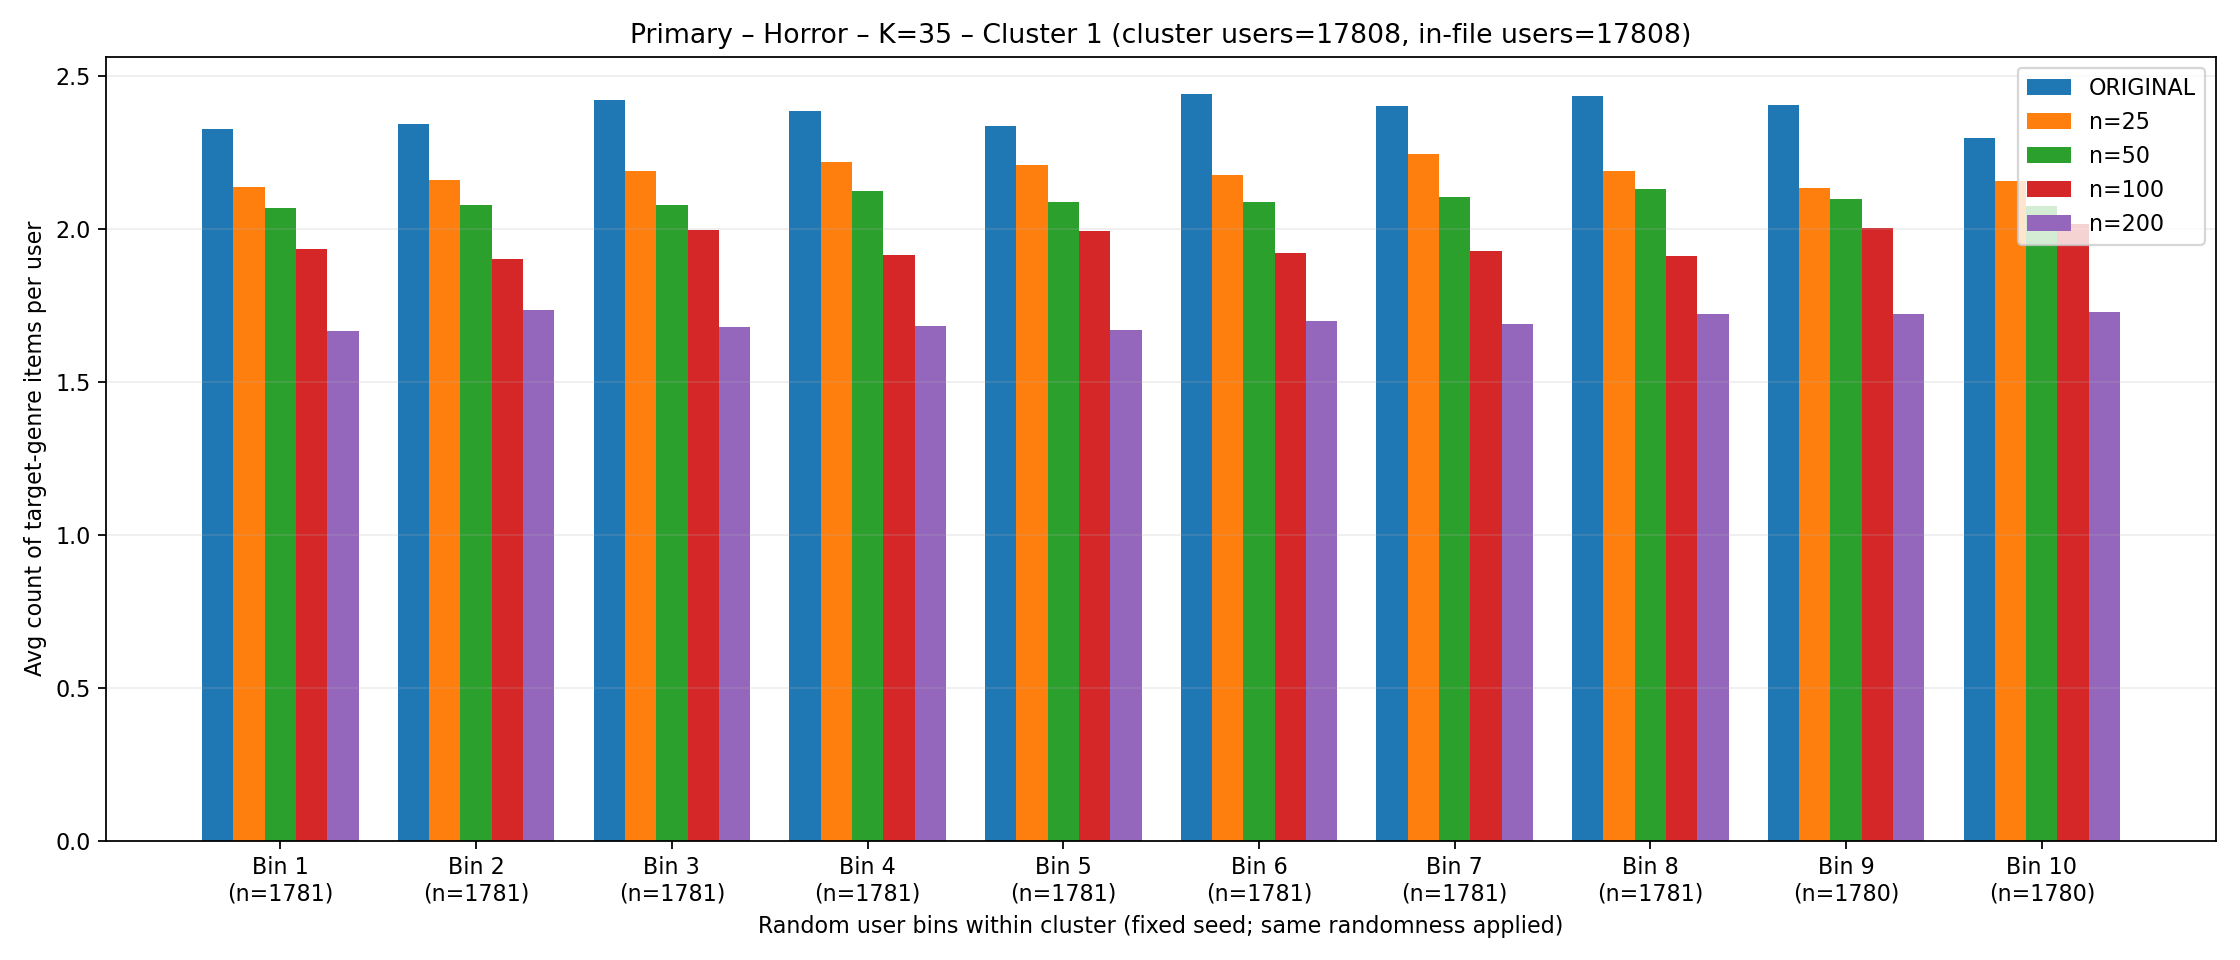 Primary – Horror – K=35 – Cluster 1 (cluster users=17808, in-file users=17808)
Avg count of target-genre items per user
2.5
2.0
1.5
1.0
0.5
0.0
ORIGINAL
n=25
n=50
n=100
n=200
Bin 1
(n=1781)
Bin 2
(n=1781)
Bin 3
(n=1781)
Bin 4
(n=1781)
Bin 5
(n=1781)
Bin 6
(n=1781)
Bin 7
(n=1781)
Bin 8
(n=1781)
Bin 9
(n=1780)
Bin 10
(n=1780)
Random user bins within cluster (fixed seed; same randomness applied)